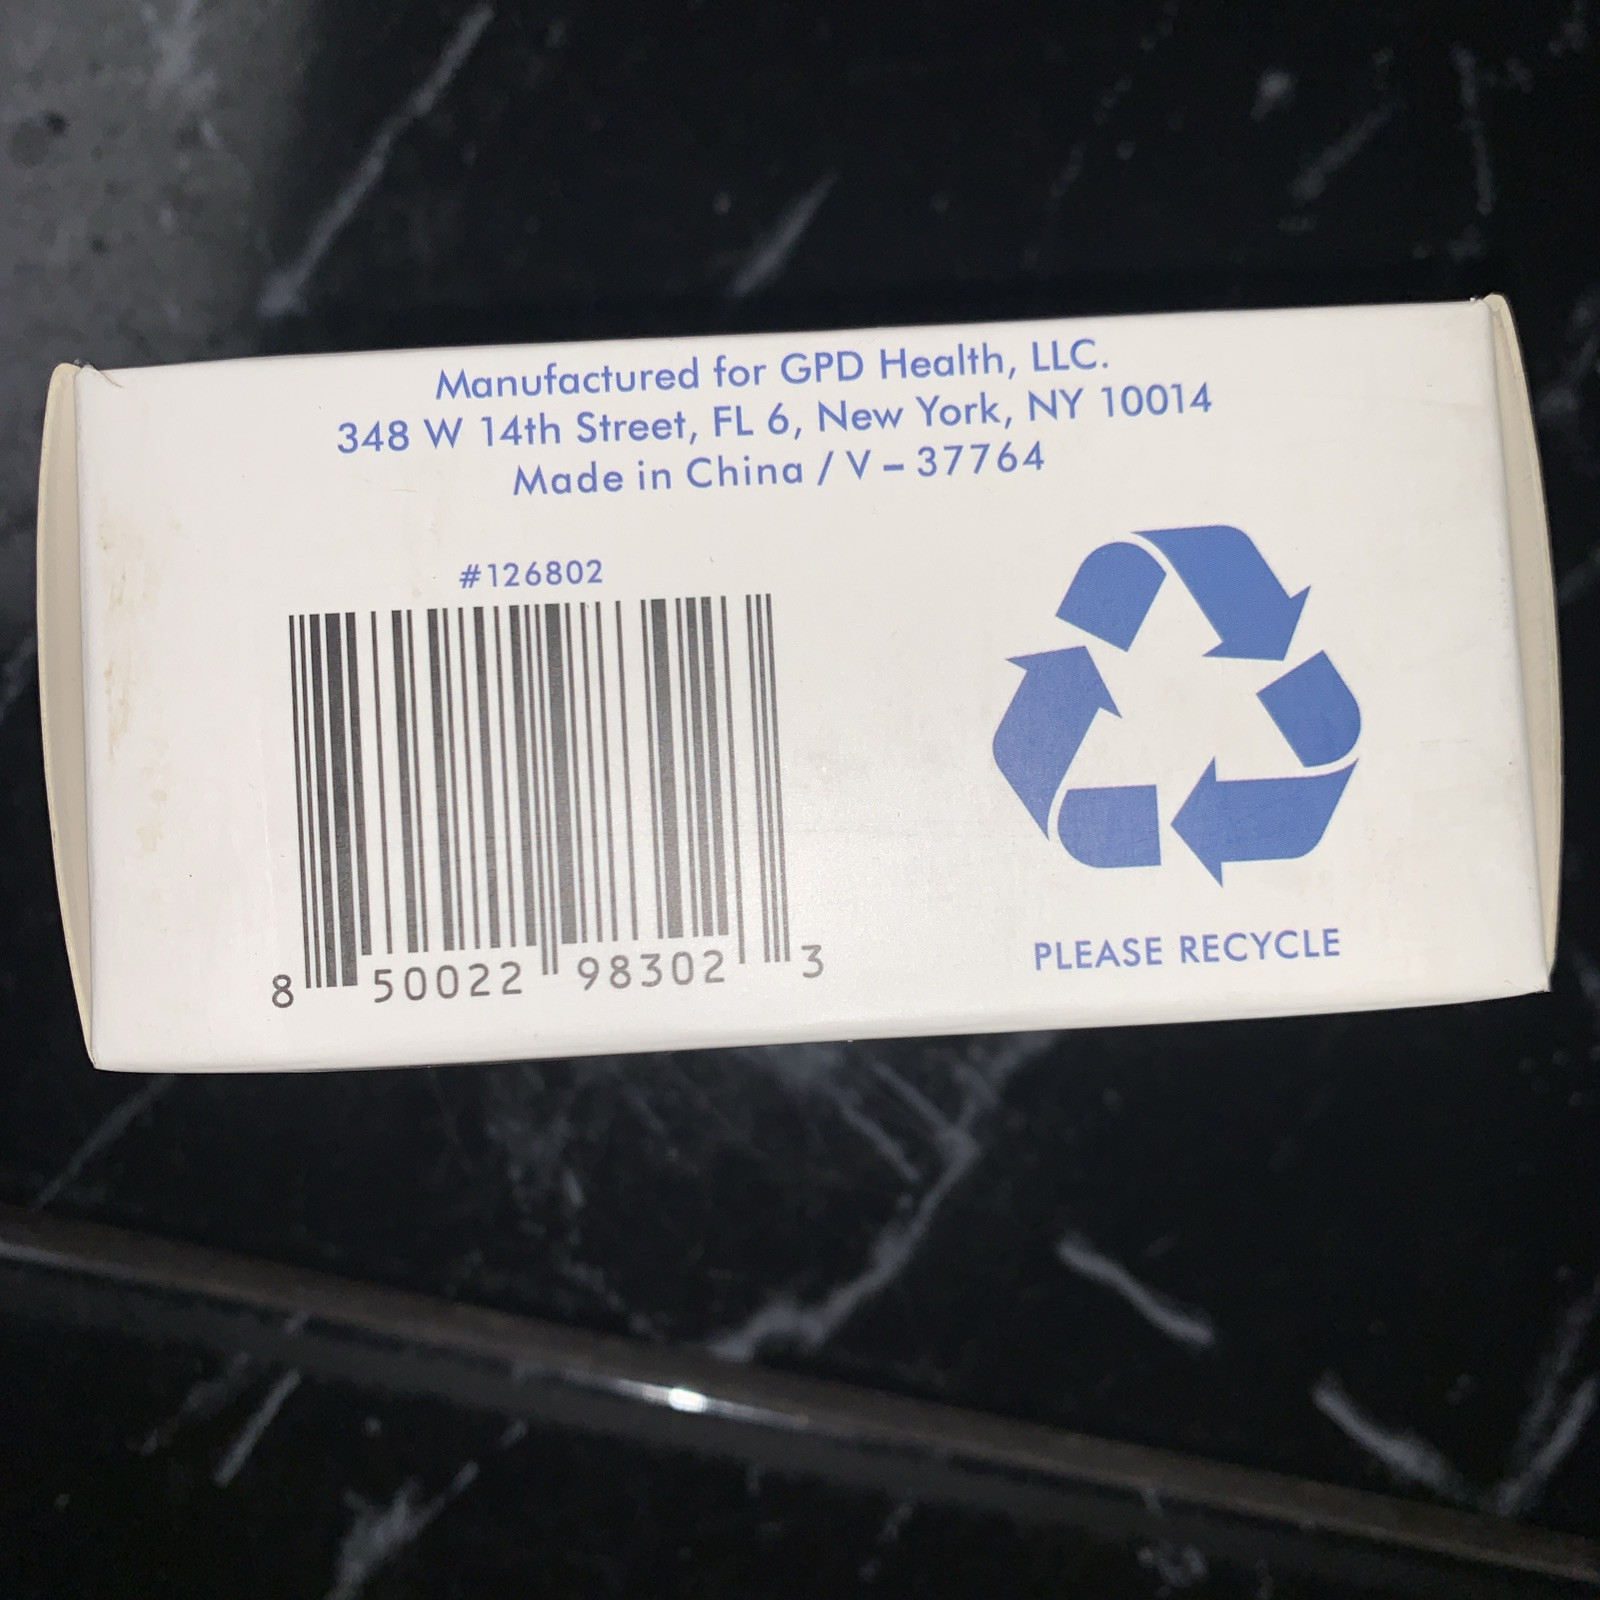 Manufactured for GPD Health, LLC.
348 W 14th Street, FL 6, New York, NY 10014
Made in China / V – 37764
#126802
8 50022 98302 3
PLEASE RECYCLE